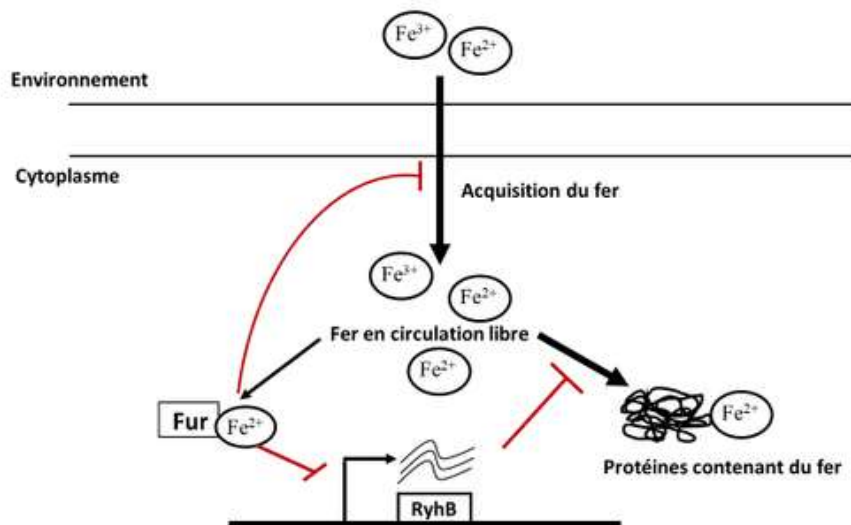 Fe³⁺
Fe²⁺
Environnement
Cytoplasme
Acquisition du fer
Fe³⁺
Fe²⁺
Fer en circulation libre
Fe²⁺
Fur
Fe²⁺
Fe²⁺
Protéines contenant du fer
RyhB